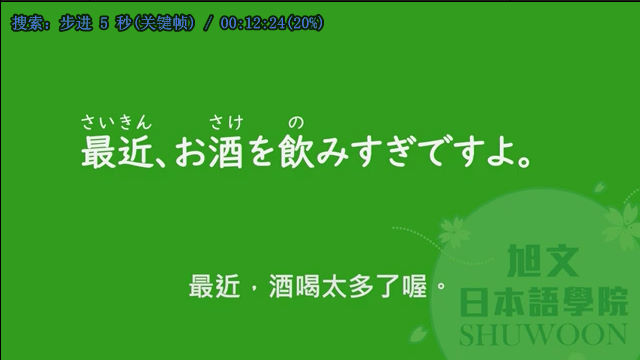 搜索: 步进 5 秒(关键帧) / 00:12:24(20%)
さいきん さけ の
最近、お酒を飲みすぎですよ。
最近，酒喝太多了喔。
旭文
日本語學院
SHUWOON